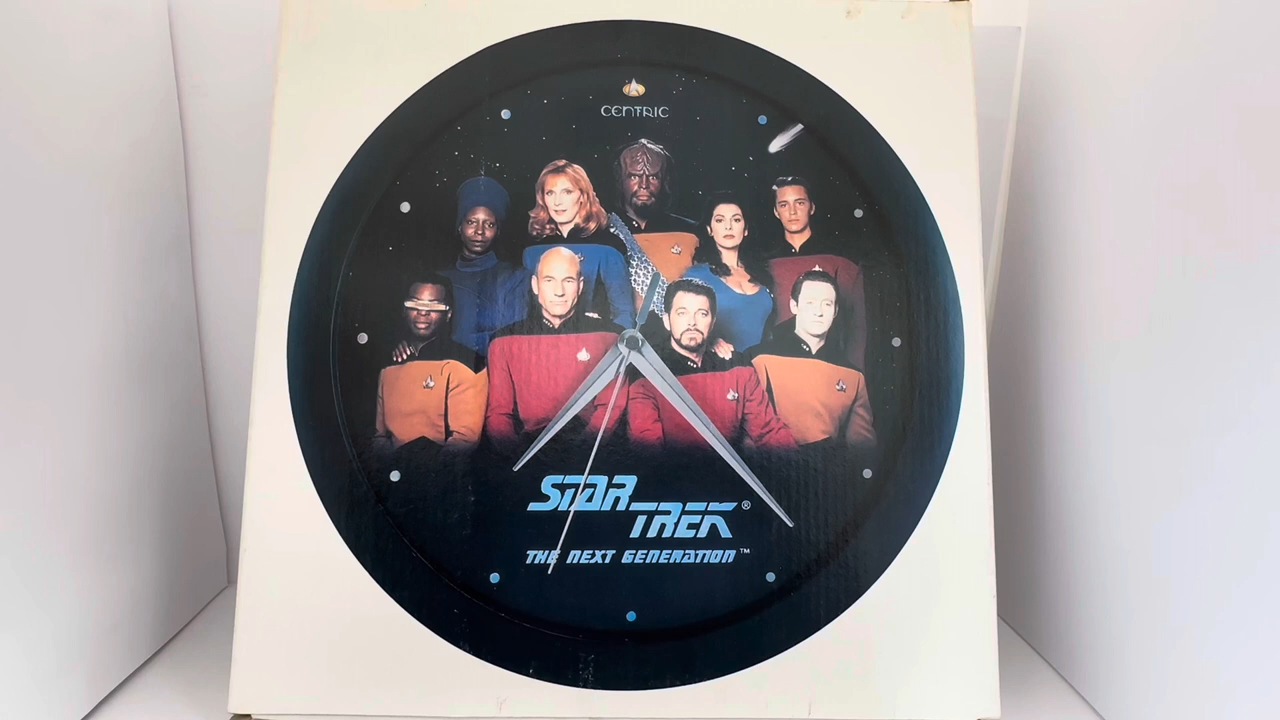 CENTRIC
STAR
TREK®
THE NEXT GENERATION™